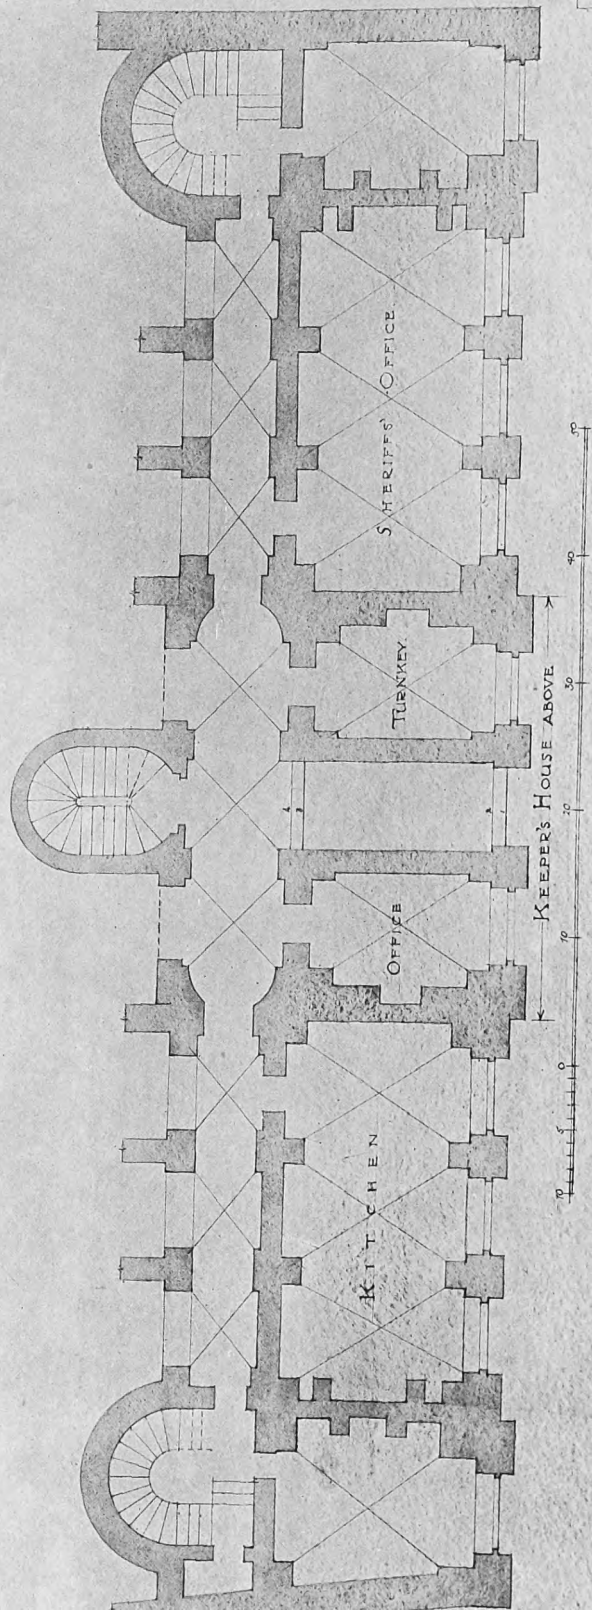 KITCHEN
OFFICE
TURNKEY
SHERIFFS' OFFICE
KEEPER'S HOUSE ABOVE
10 5 0 10 20 30 40 50